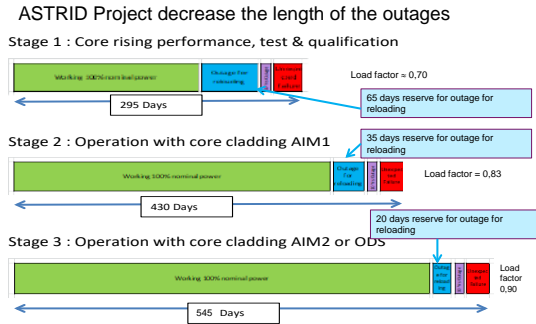 ASTRID Project decrease the length of the outages
Stage 1 : Core rising performance, test & qualification
Working 100% nominal power
Outage for
reloading
Load factor ≈ 0,70
295 Days
65 days reserve for outage for
reloading
35 days reserve for outage for
reloading
Stage 2 : Operation with core cladding AIM1
Working 100% nominal power
Outage
for
reloading
Load factor = 0,83
430 Days
20 days reserve for outage for
reloading
Stage 3 : Operation with core cladding AIM2 or ODS
Working 100% nominal power
Load
factor
0,90
545 Days